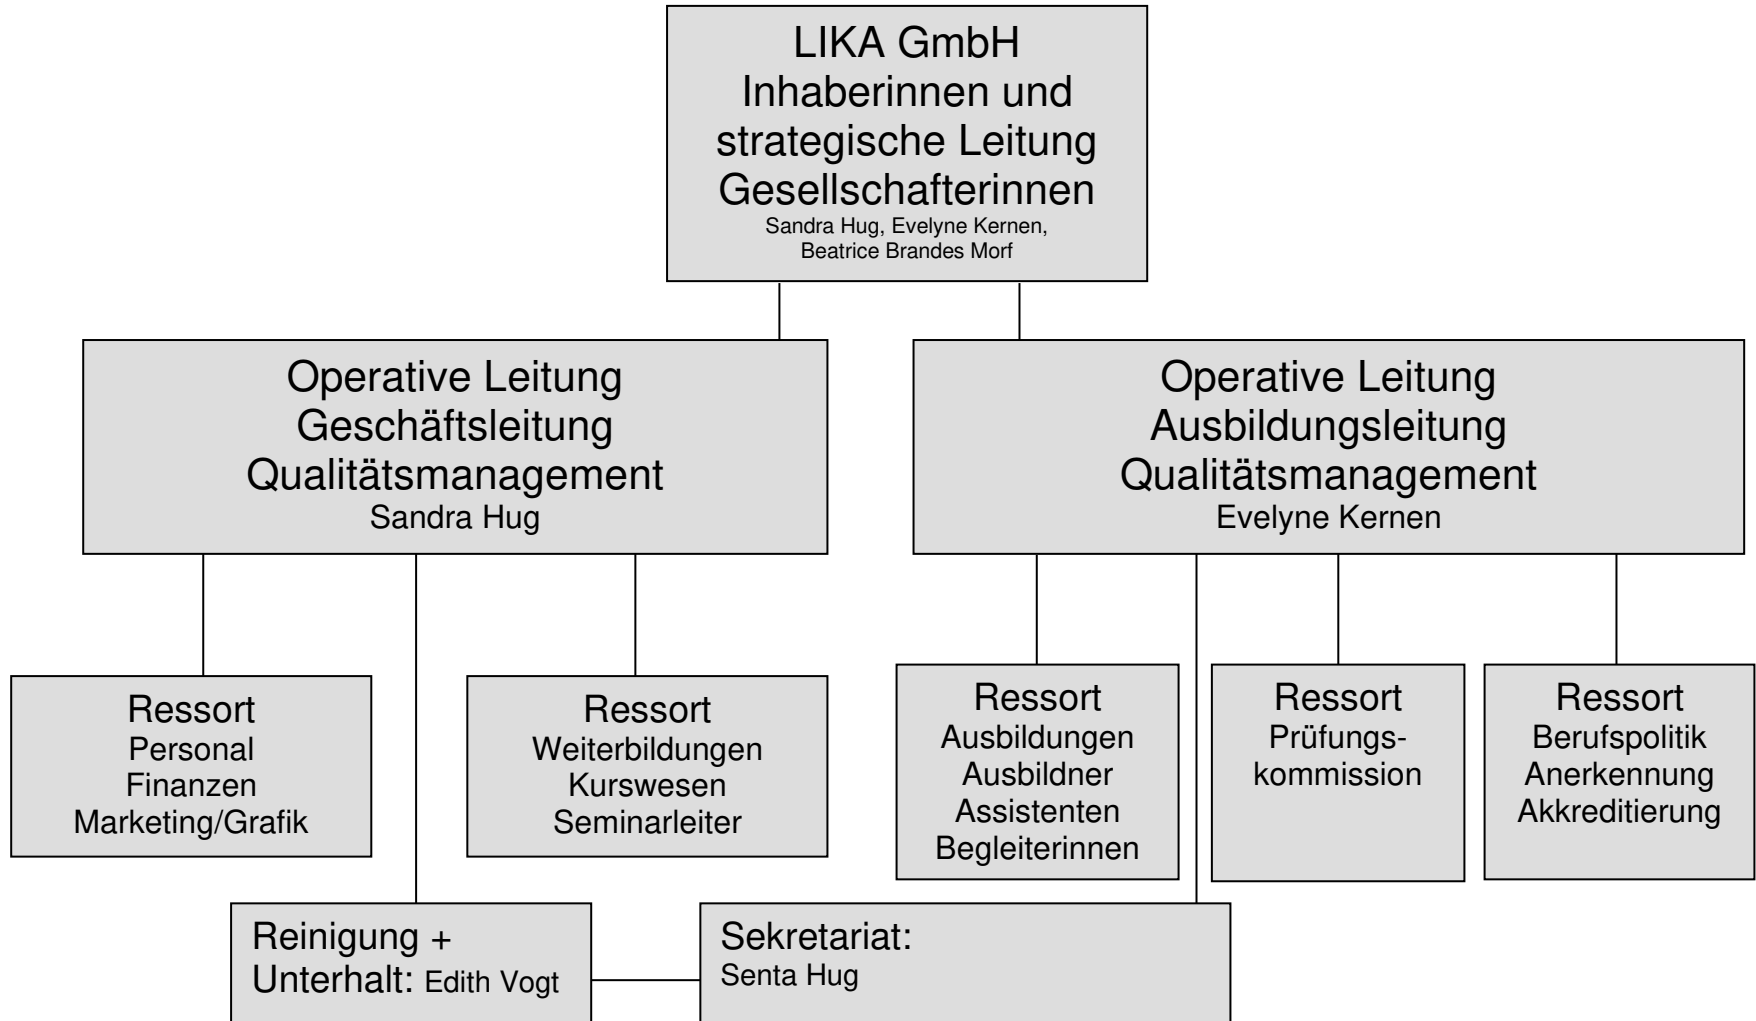 LIKA GmbH
Inhaberinnen und
strategische Leitung
Gesellschafterinnen
Sandra Hug, Evelyne Kernen,
Beatrice Brandes Morf
Operative Leitung
Geschäftsleitung
Qualitätsmanagement
Sandra Hug
Operative Leitung
Ausbildungsleitung
Qualitätsmanagement
Evelyne Kernen
Ressort
Personal
Finanzen
Marketing/Grafik
Ressort
Weiterbildungen
Kurswesen
Seminarleiter
Ressort
Ausbildungen
Ausbildner
Assistenten
Begleiterinnen
Ressort
Prüfungs-
kommission
Ressort
Berufspolitik
Anerkennung
Akkreditierung
Reinigung +
Unterhalt: Edith Vogt
Sekretariat:
Senta Hug